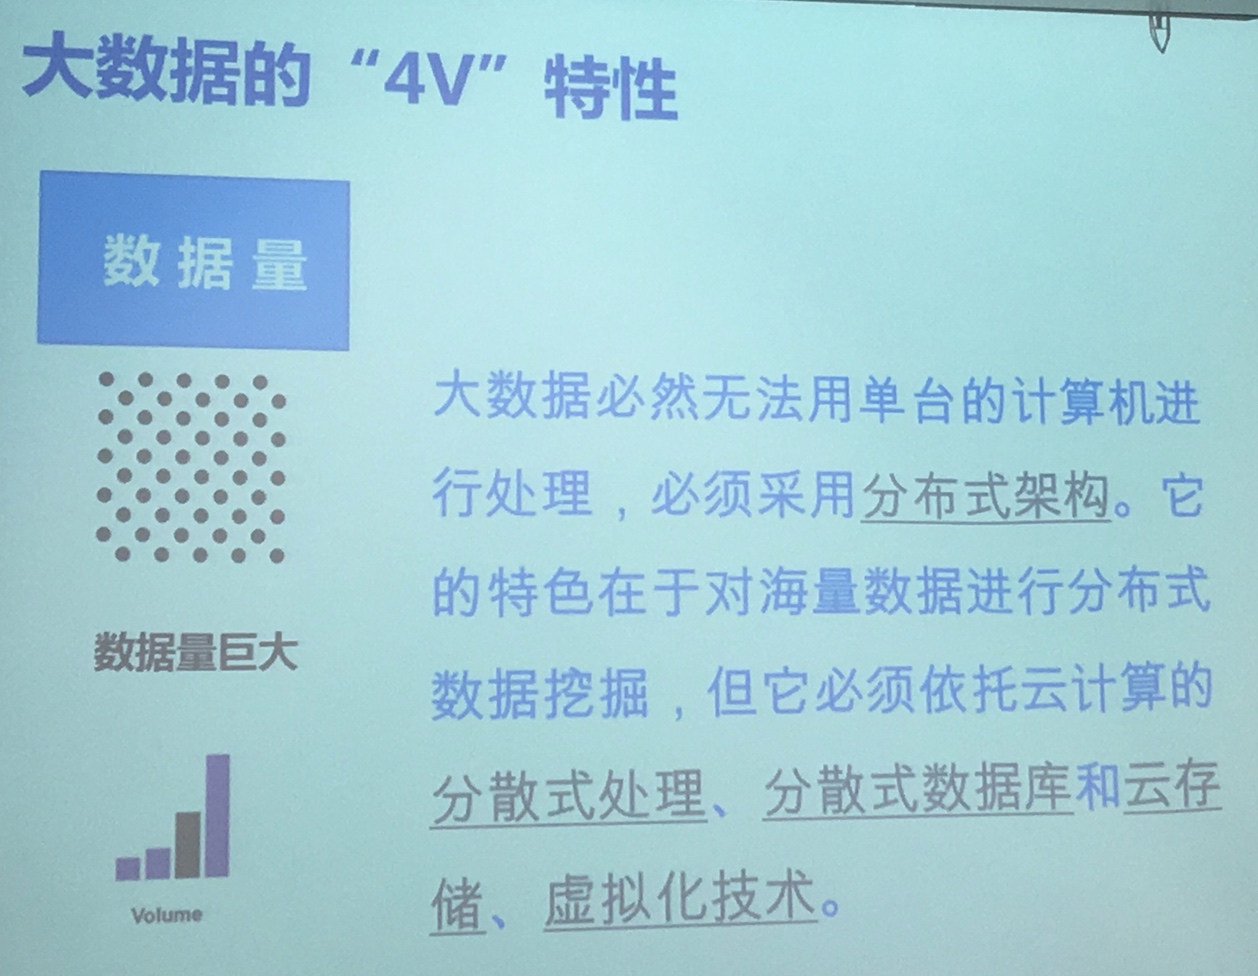 大数据的“4V”特性
数据量
数据量巨大
Volume
大数据必然无法用单台的计算机进
行处理，必须采用分布式架构。它
的特色在于对海量数据进行分布式
数据挖掘，但它必须依托云计算的
分散式处理、分散式数据库和云存
储、虚拟化技术。